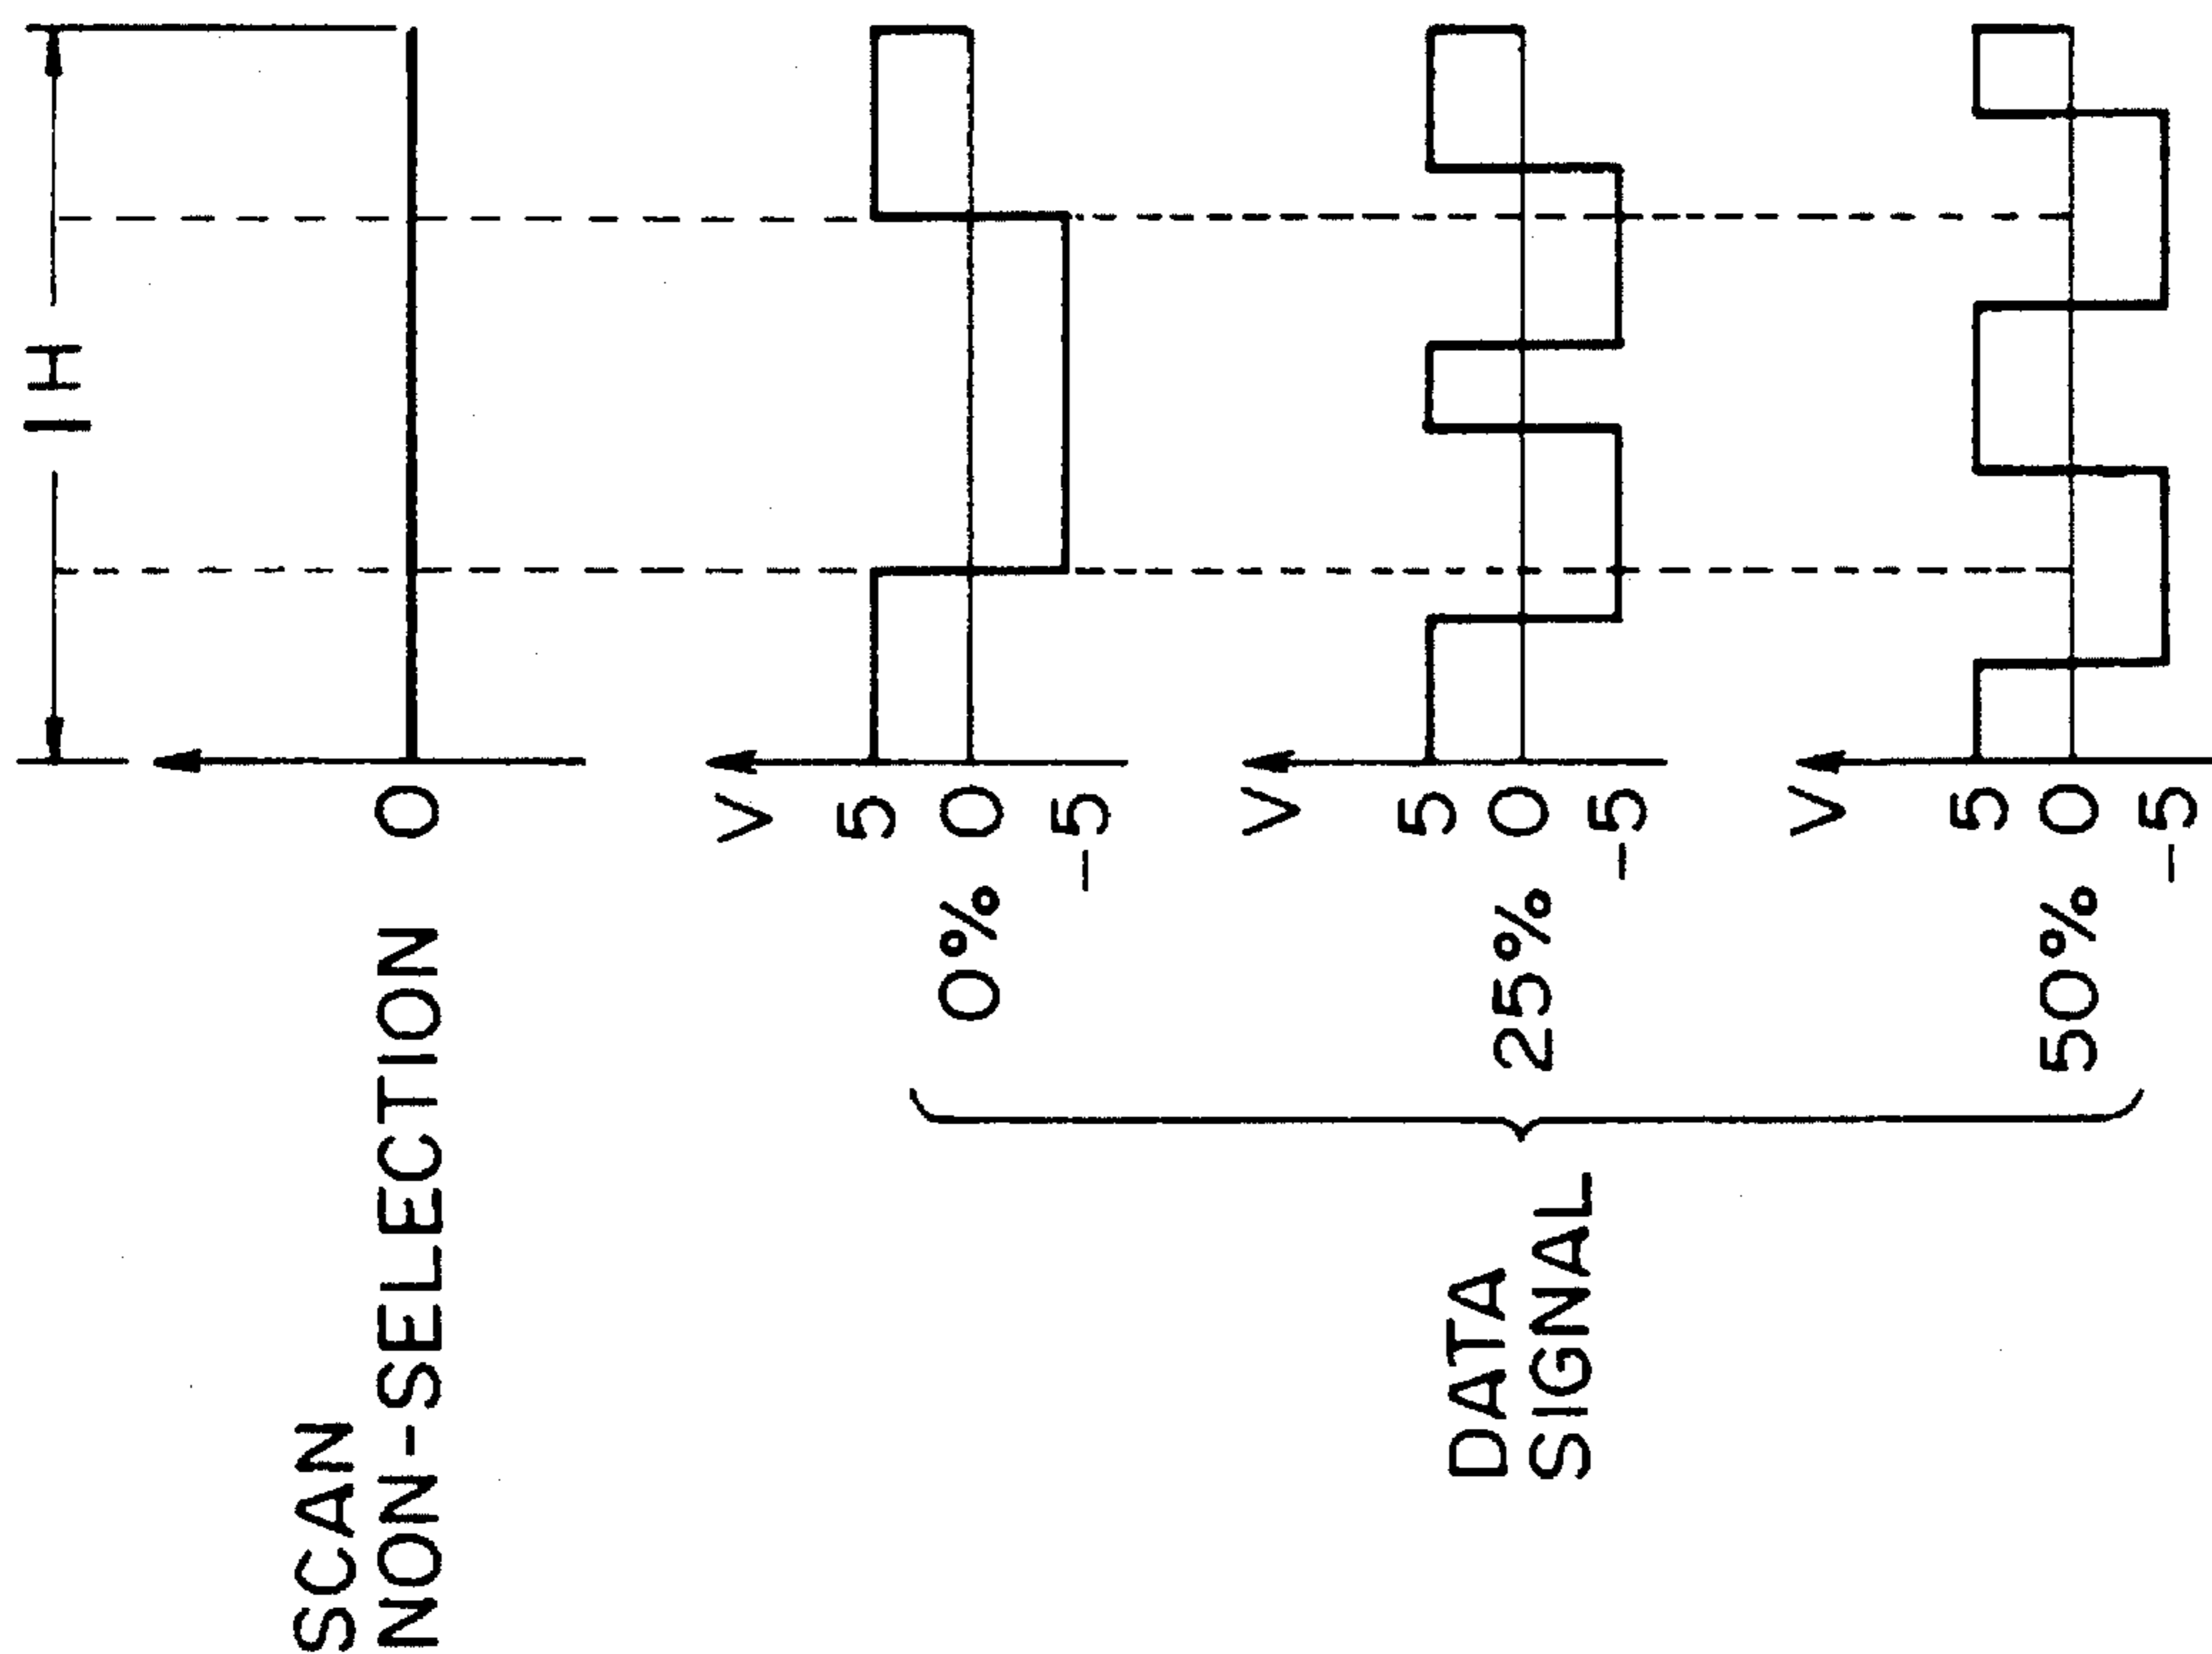 1H
SCAN
NON-SELECTION 0
V
5
0% 0
-5
V
5
25% 0
-5
DATA
SIGNAL
V
5
50% 0
-5